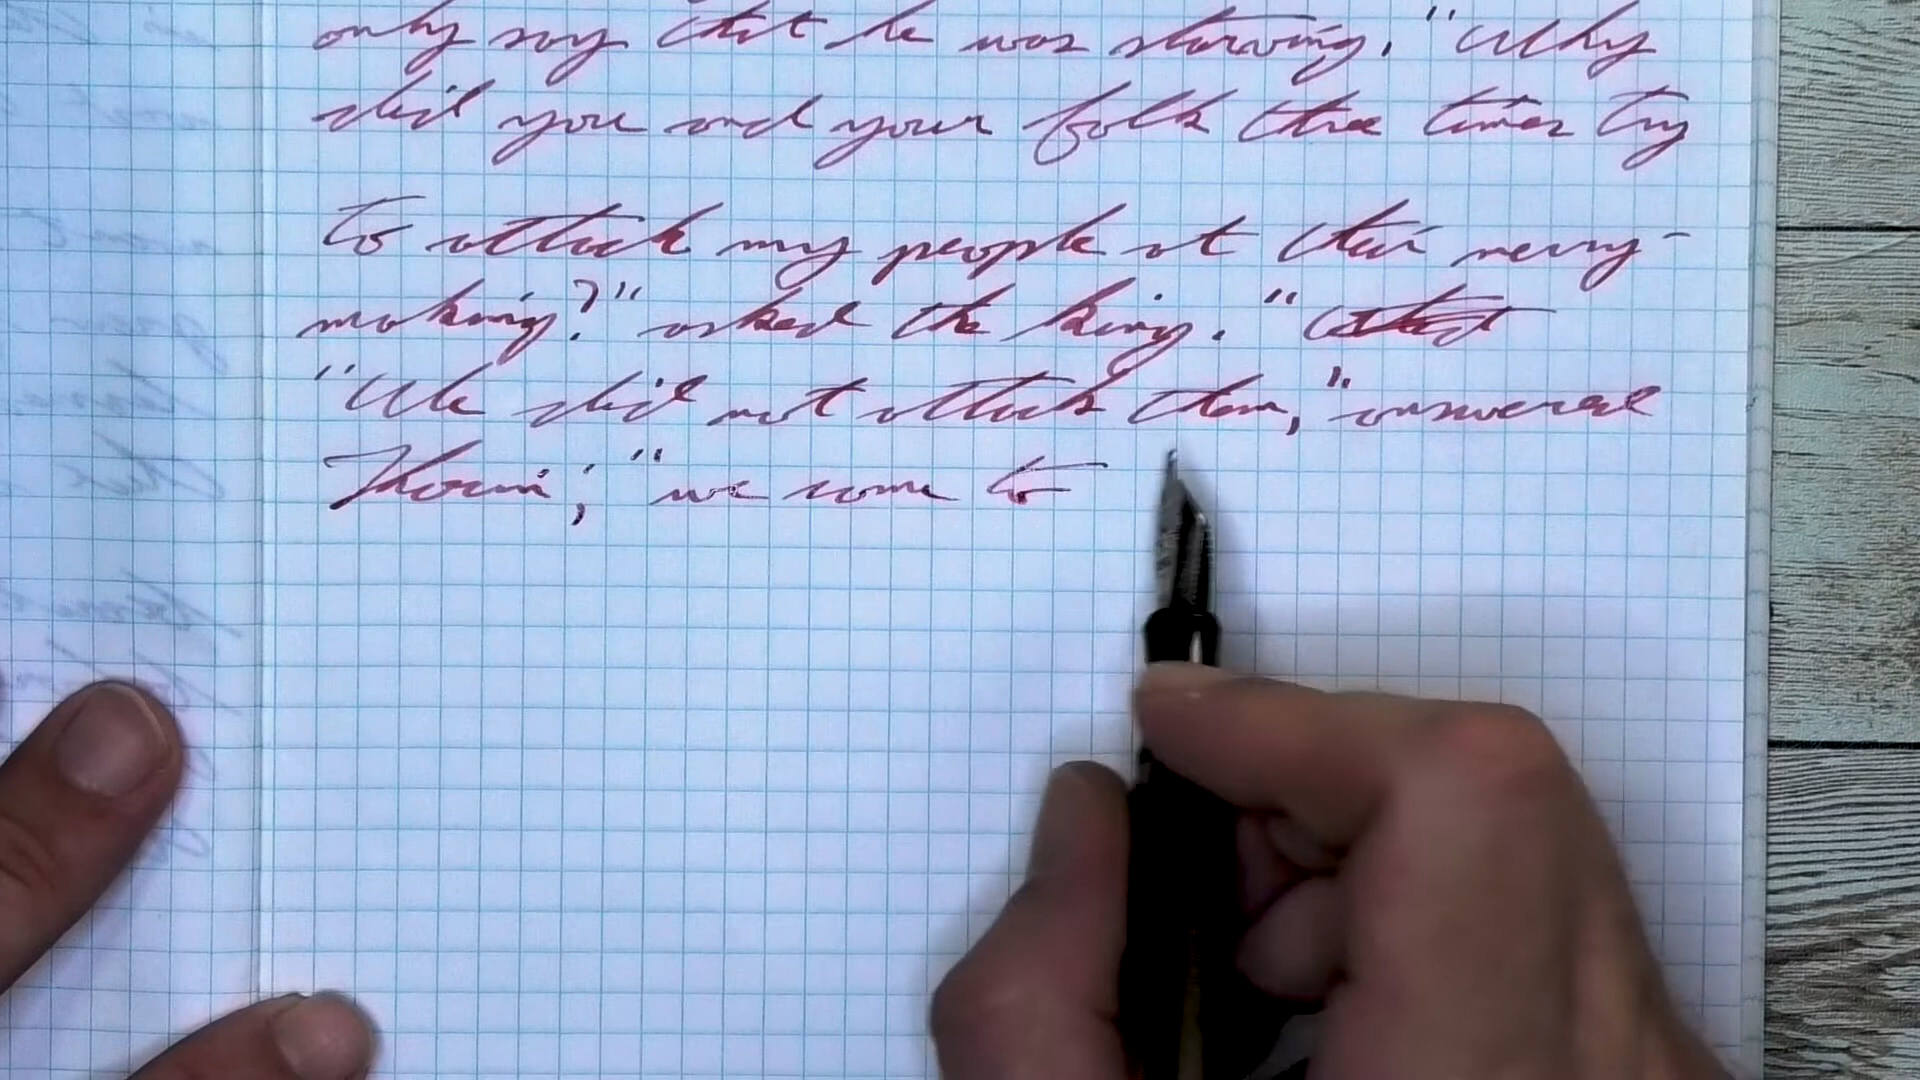 only say that he was starving. "Why
did you and your folk three times try
to attack my people at their merry-
making?" asked the king. "
"We did not attack them," answered
Thorin; "we come to